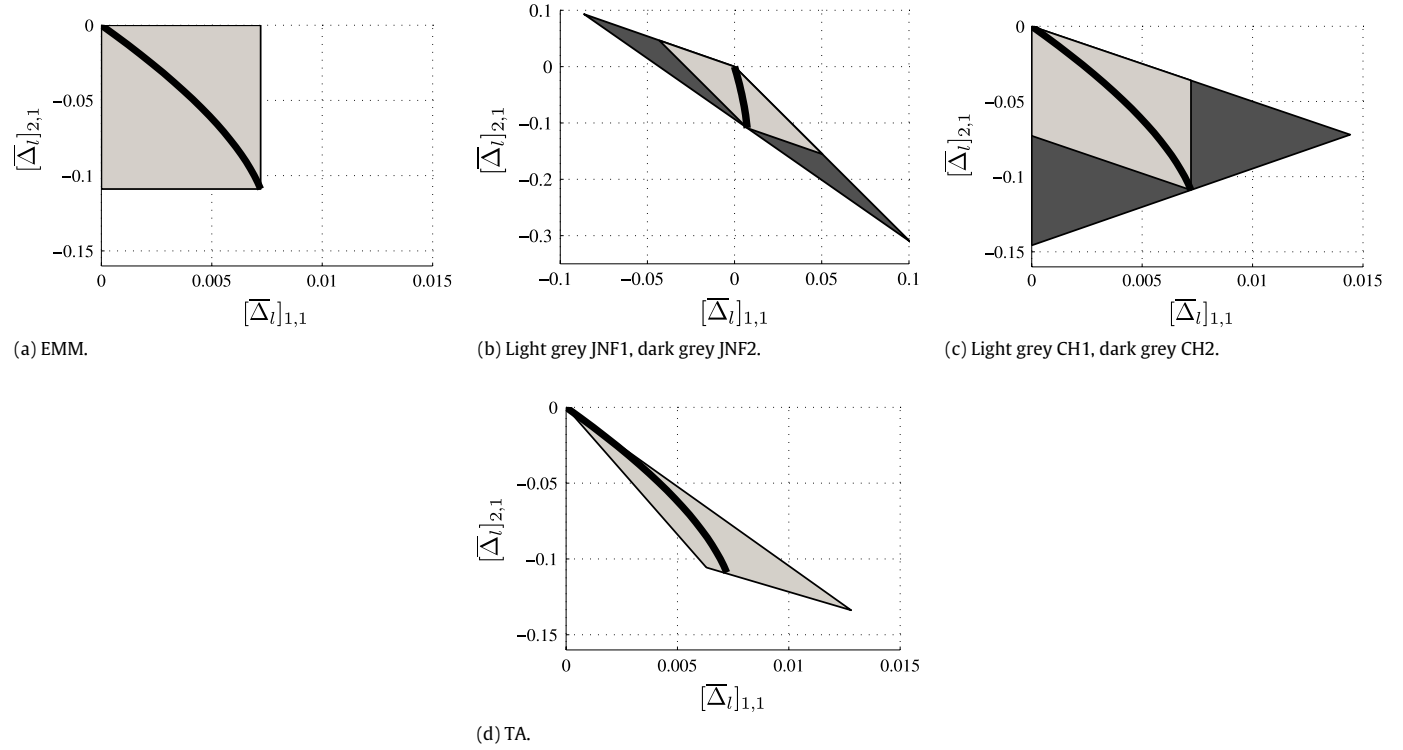 0
−0.05
−0.1
−0.15
0
0.005
0.01
0.015
[Δ̅_l]_{2,1}
[Δ̅_l]_{1,1}
(a) EMM.
0.1
0
−0.1
−0.2
−0.3
−0.1
−0.05
0
0.05
0.1
[Δ̅_l]_{2,1}
[Δ̅_l]_{1,1}
(b) Light grey JNF1, dark grey JNF2.
0
−0.05
−0.1
−0.15
0
0.005
0.01
0.015
[Δ̅_l]_{2,1}
[Δ̅_l]_{1,1}
(c) Light grey CH1, dark grey CH2.
0
−0.05
−0.1
−0.15
0
0.005
0.01
0.015
[Δ̅_l]_{2,1}
[Δ̅_l]_{1,1}
(d) TA.